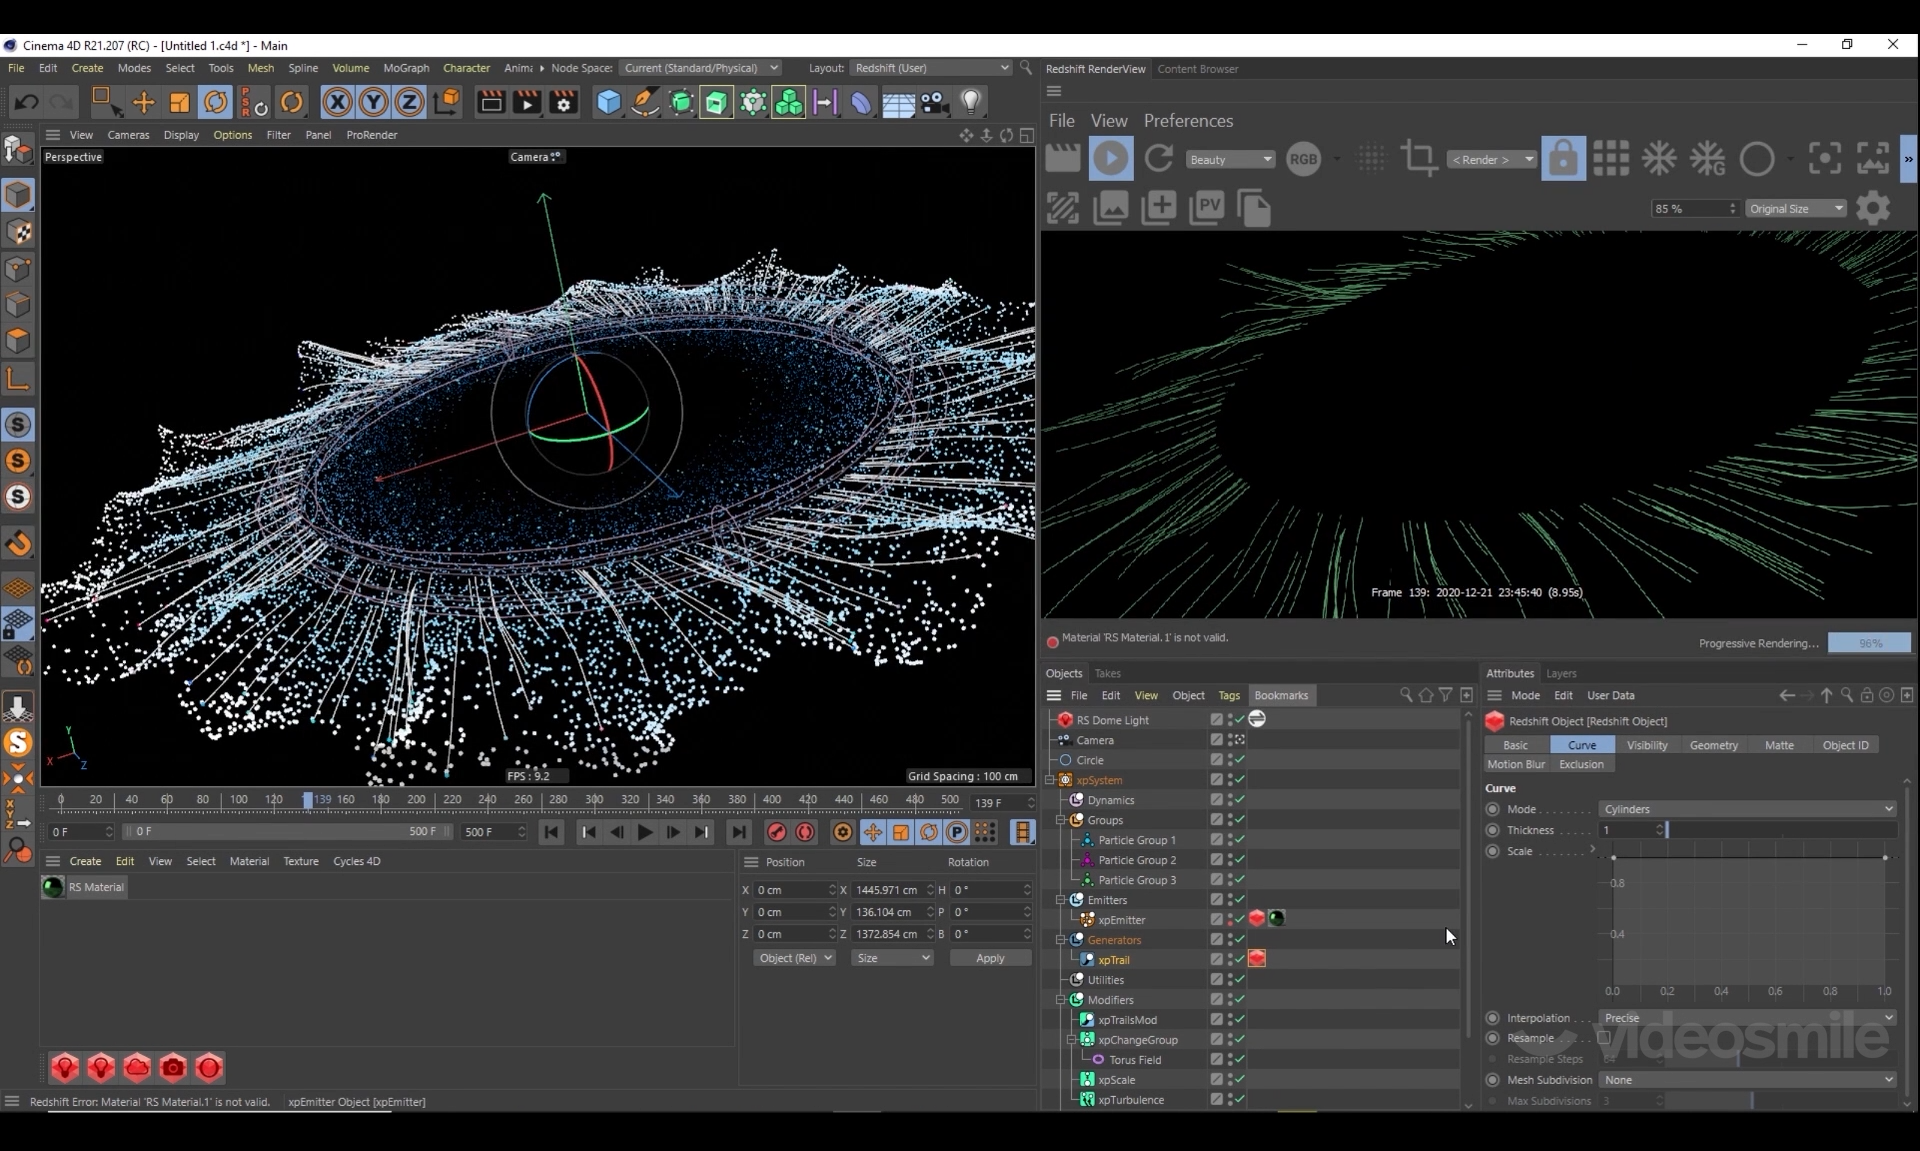 Cinema 4D R21.207 (RC) - [Untitled 1.c4d *] - Main
File Edit Create Modes Select Tools Mesh Spline Volume MoGraph Character Anima Node Space: Current (Standard/Physical) Layout: Redshift (User)
Redshift RenderView Content Browser
X Y Z
PSR
View Cameras Display Options Filter Panel ProRender
Perspective
Camera
File View Preferences
Beauty RGB < Render > G
PV 85 % Original Size
Y
X
Z
FPS : 9.2
Grid Spacing : 100 cm
Frame 139: 2020-12-21 23:45:40 (8.95s)
Material 'RS Material.1' is not valid.
Progressive Rendering... 96%
0 20 40 60 80 100 120 139 160 180 200 220 240 260 280 300 320 340 360 380 400 420 440 460 480 500 139 F
0 F 0 F 500 F 500 F
Create Edit View Select Material Texture Cycles 4D
RS Material
Position Size Rotation
X 0 cm X 1445.971 cm H 0 °
Y 0 cm Y 136.104 cm P 0 °
Z 0 cm Z 1372.854 cm B 0 °
Object (Rel) Size Apply
Redshift Error: Material 'RS Material.1' is not valid. xpEmitter Object [xpEmitter]
Objects Takes
File Edit View Object Tags Bookmarks
RS Dome Light
Camera
Circle
xpSystem
Dynamics
Groups
Particle Group 1
Particle Group 2
Particle Group 3
Emitters
xpEmitter
Generators
xpTrail
Utilities
Modifiers
xpTrailsMod
xpChangeGroup
Torus Field
xpScale
xpTurbulence
Attributes Layers
Mode Edit User Data
Redshift Object [Redshift Object]
Basic Curve Visibility Geometry Matte Object ID
Motion Blur Exclusion
Curve
Mode Cylinders
Thickness 1
Scale
0.8
0.4
0.0 0.2 0.4 0.6 0.8 1.0
Interpolation Precise
Resample
Resample Steps 64
Mesh Subdivision None
Max Subdivisions 3
videosmile